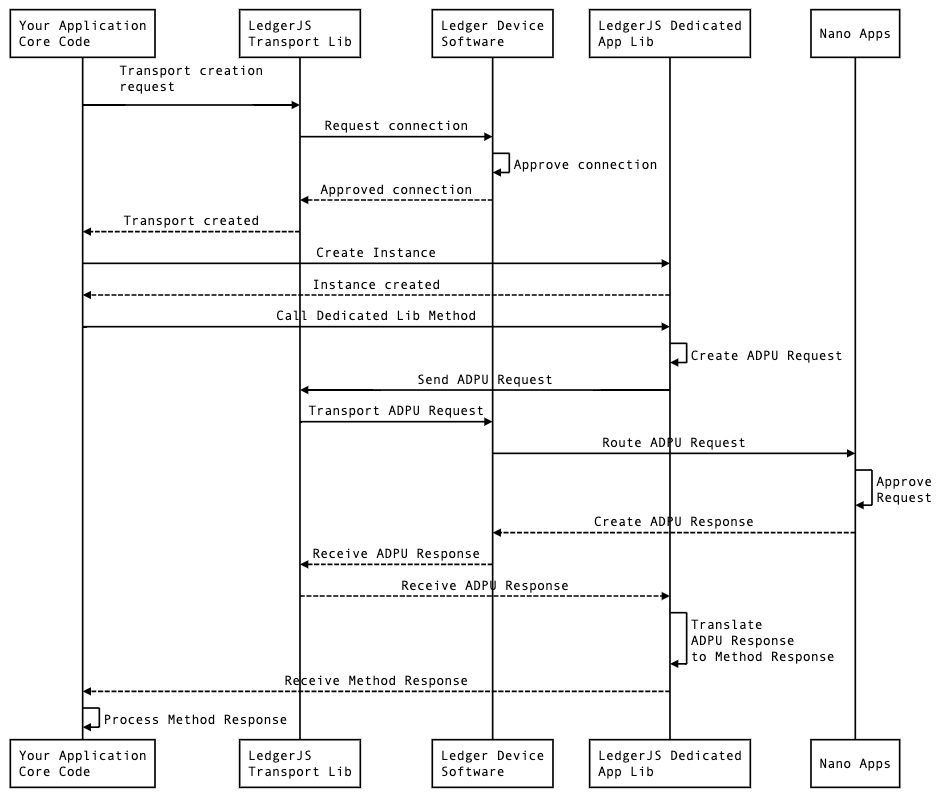 Your Application
Core Code
LedgerJS
Transport Lib
Ledger Device
Software
LedgerJS Dedicated
App Lib
Nano Apps
Transport creation
request
Request connection
Approve connection
Approved connection
Transport created
Create Instance
Instance created
Call Dedicated Lib Method
Create ADPU Request
Send ADPU Request
Transport ADPU Request
Route ADPU Request
Approve
Request
Create ADPU Response
Receive ADPU Response
Receive ADPU Response
Translate
ADPU Response
to Method Response
Receive Method Response
Process Method Response
Your Application
Core Code
LedgerJS
Transport Lib
Ledger Device
Software
LedgerJS Dedicated
App Lib
Nano Apps